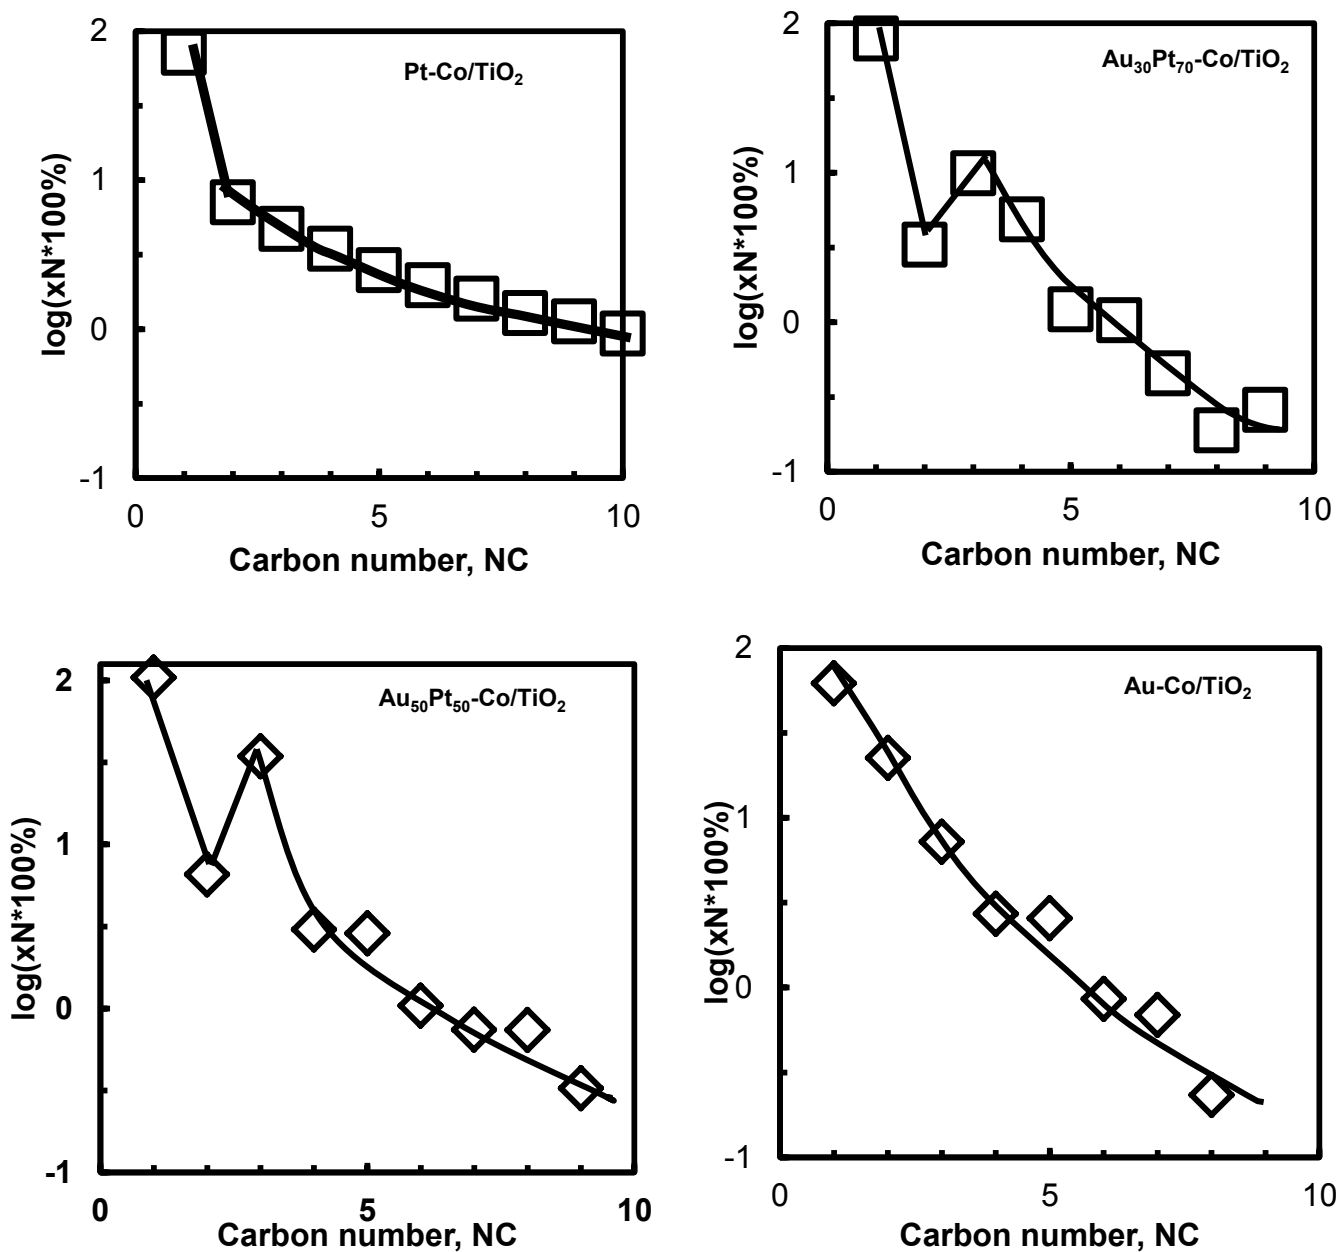 2
Pt-Co/TiO₂
1
0
-1
0 5 10
log(xN*100%)
Carbon number, NC
2
Au₃₀Pt₇₀-Co/TiO₂
1
0
-1
0 5 10
log(xN*100%)
Carbon number, NC
2
Au₅₀Pt₅₀-Co/TiO₂
1
0
-1
0 5 10
log(xN*100%)
Carbon number, NC
2
Au-Co/TiO₂
1
0
-1
0 5 10
log(xN*100%)
Carbon number, NC